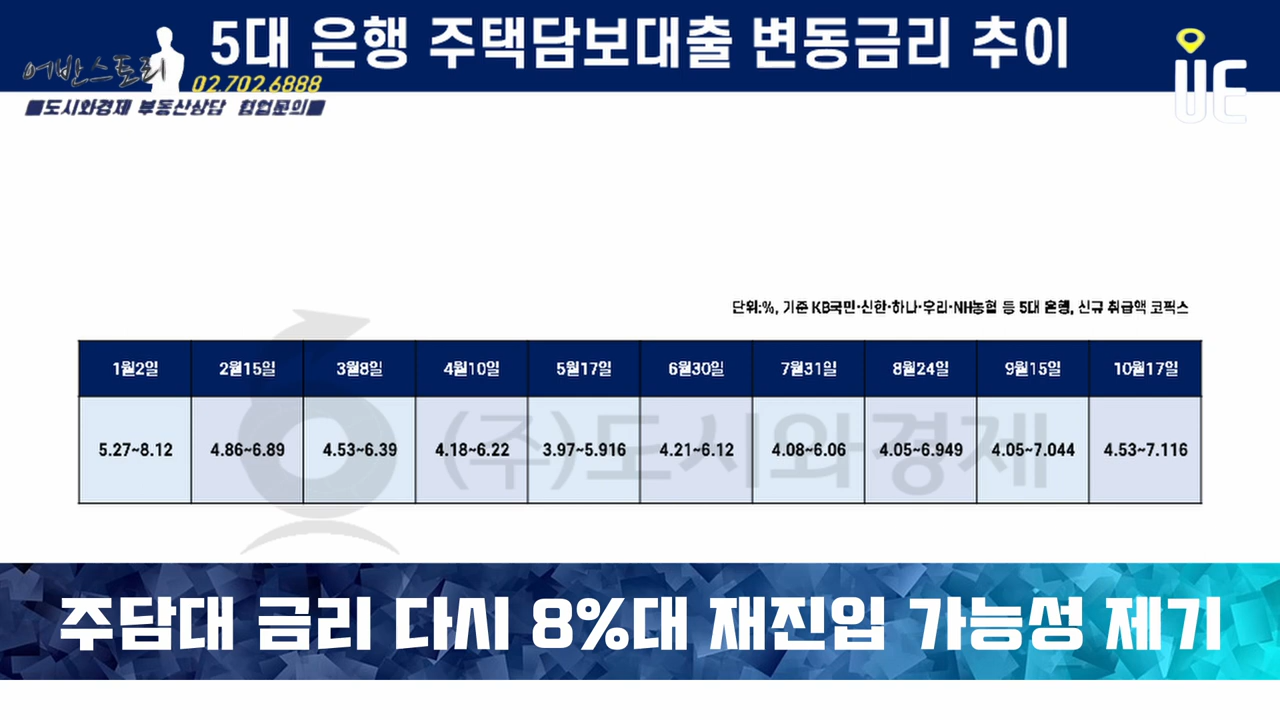 5대 은행 주택담보대출 변동금리 추이
어반스토리
02.702.6888
■도시와경제 부동산상담 협업문의■
UE
단위:%, 기준 KB국민·신한·하나·우리·NH농협 등 5대 은행, 신규 취급액 코픽스
1월2일 2월15일 3월8일 4월10일 5월17일 6월30일 7월31일 8월24일 9월15일 10월17일
5.27~8.12 4.86~6.89 4.53~6.39 4.18~6.22 3.97~5.916 4.21~6.12 4.08~6.06 4.05~6.949 4.05~7.044 4.53~7.116
(주)도시와경제
주담대 금리 다시 8%대 재진입 가능성 제기